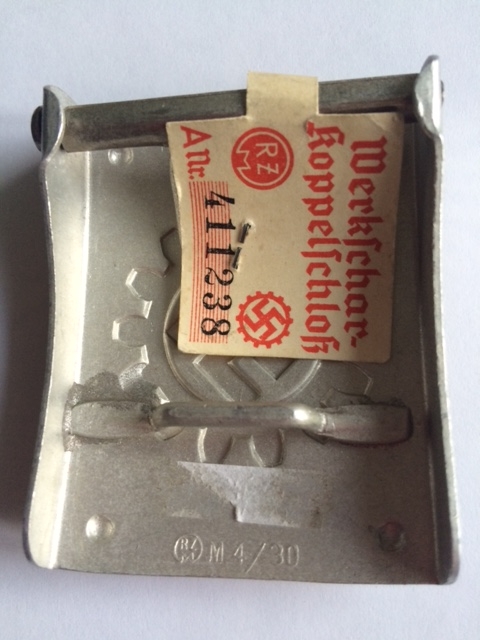 Werkschar-
Koppelschloß
RZM
A Nr. 411238
RZM M 4/30